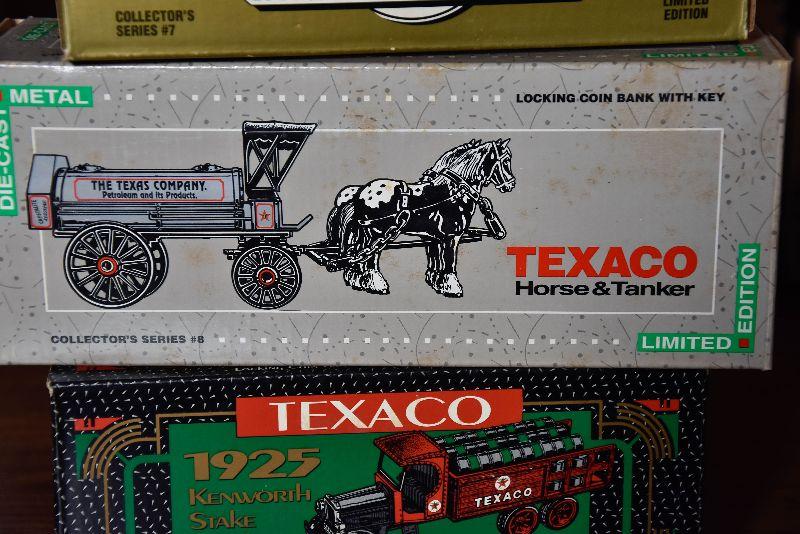 COLLECTOR'S
SERIES #7
LIMITED
EDITION
DIE-CAST
METAL
LIMITED
LOCKING COIN BANK WITH KEY
THE TEXAS COMPANY.
Petroleum and its Products.
TEXACO
Horse & Tanker
COLLECTOR'S SERIES #8
LIMITED
EDITION
TEXACO
1925
KENWORTH
STAKE
TEXACO